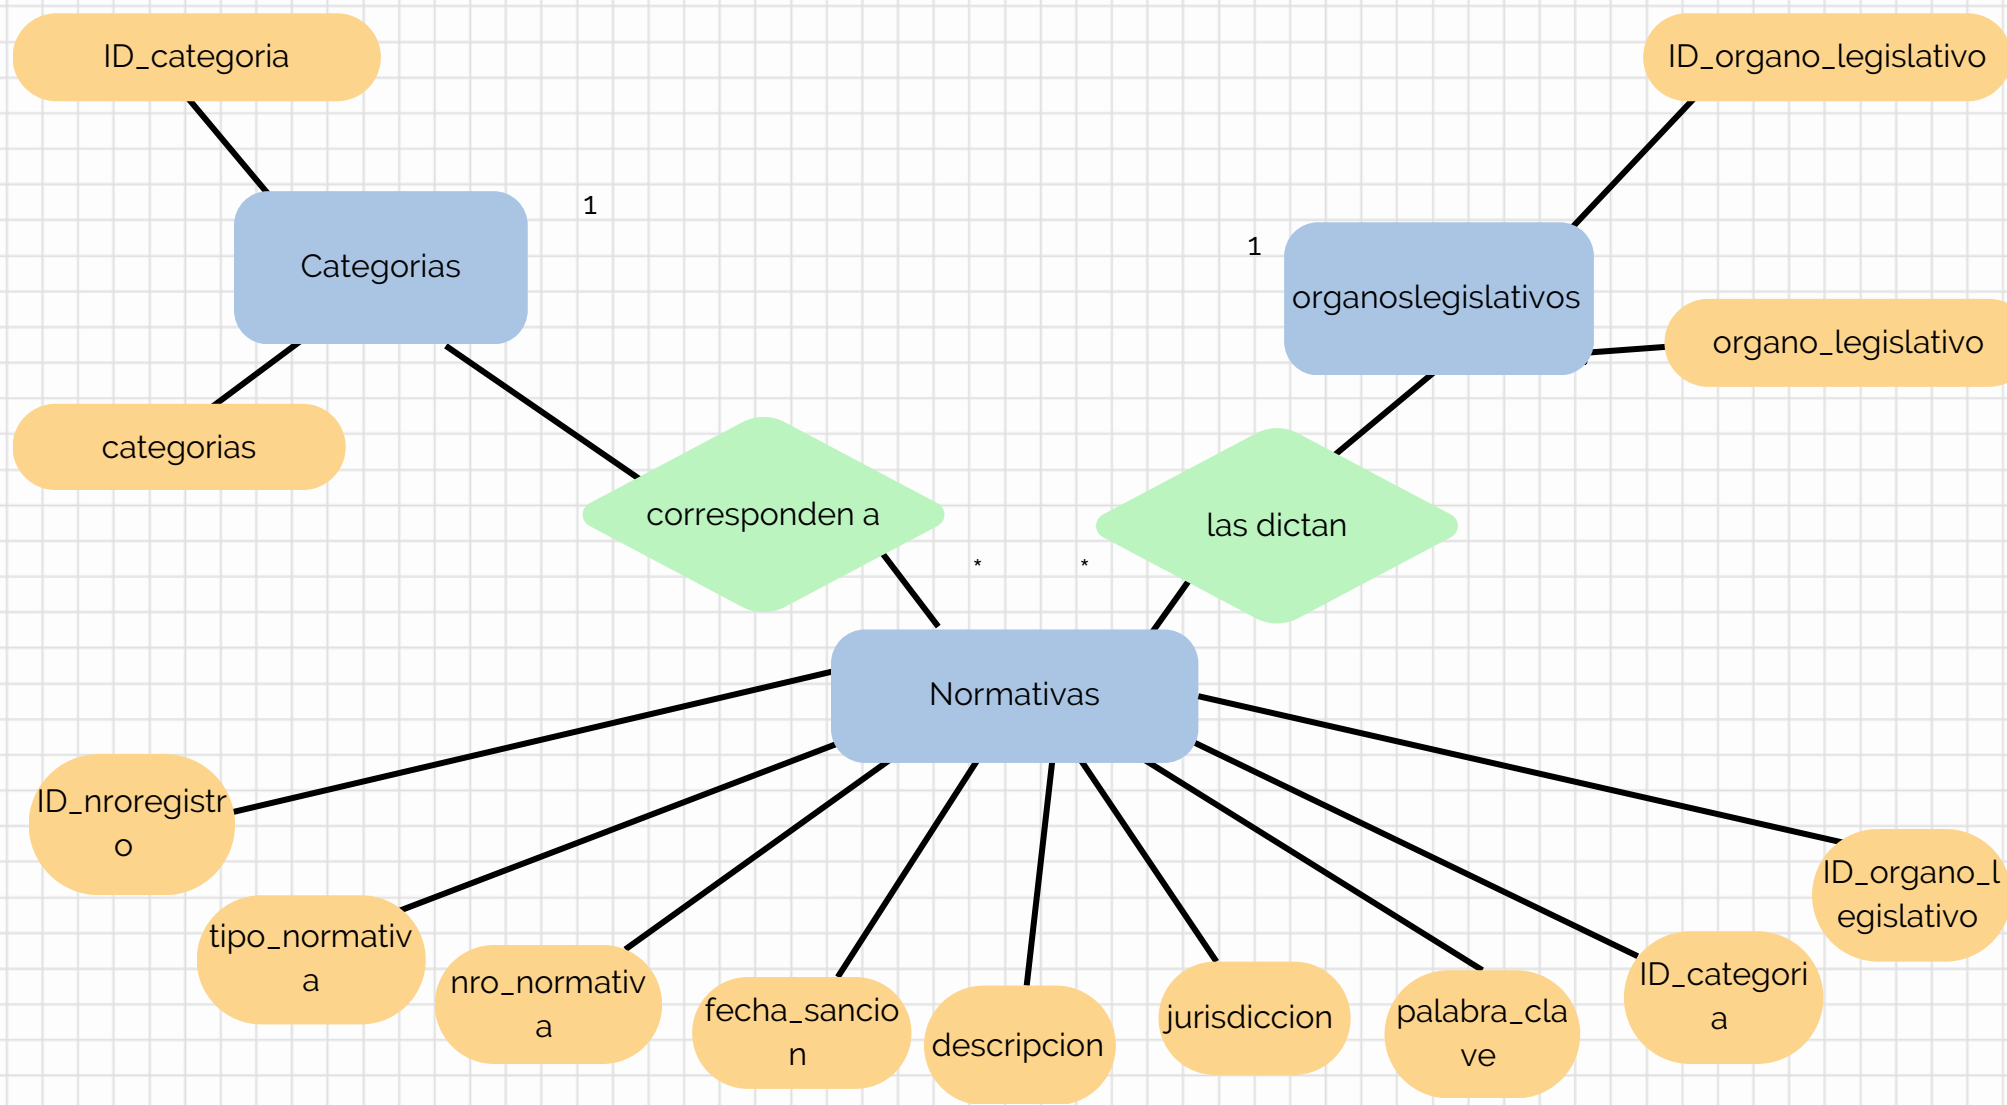 ID_categoria
ID_organo_legislativo
1
Categorias
1
organoslegislativos
organo_legislativo
categorias
corresponden a
las dictan
*
*
Normativas
ID_nroregistr
o
tipo_normativ
a
nro_normativ
a
fecha_sancio
n
descripcion
jurisdiccion
palabra_cla
ve
ID_categori
a
ID_organo_l
egislativo